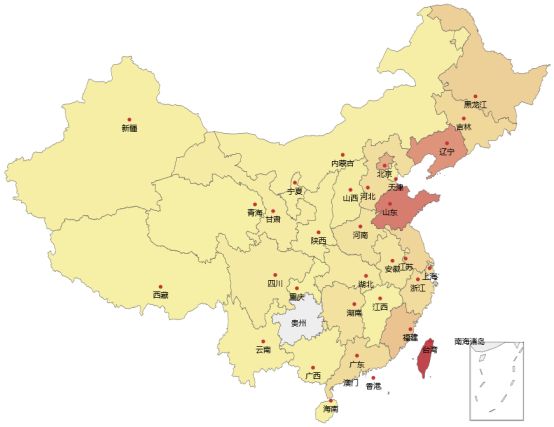 黑龙江
吉林
新疆
辽宁
内蒙古
北京
天津
宁夏
山西
河北
青海
甘肃
山东
陕西
河南
安徽
江苏
上海
四川
湖北
浙江
西藏
重庆
江西
湖南
贵州
福建
南海诸岛
云南
台湾
广东
广西
澳门
香港
海南